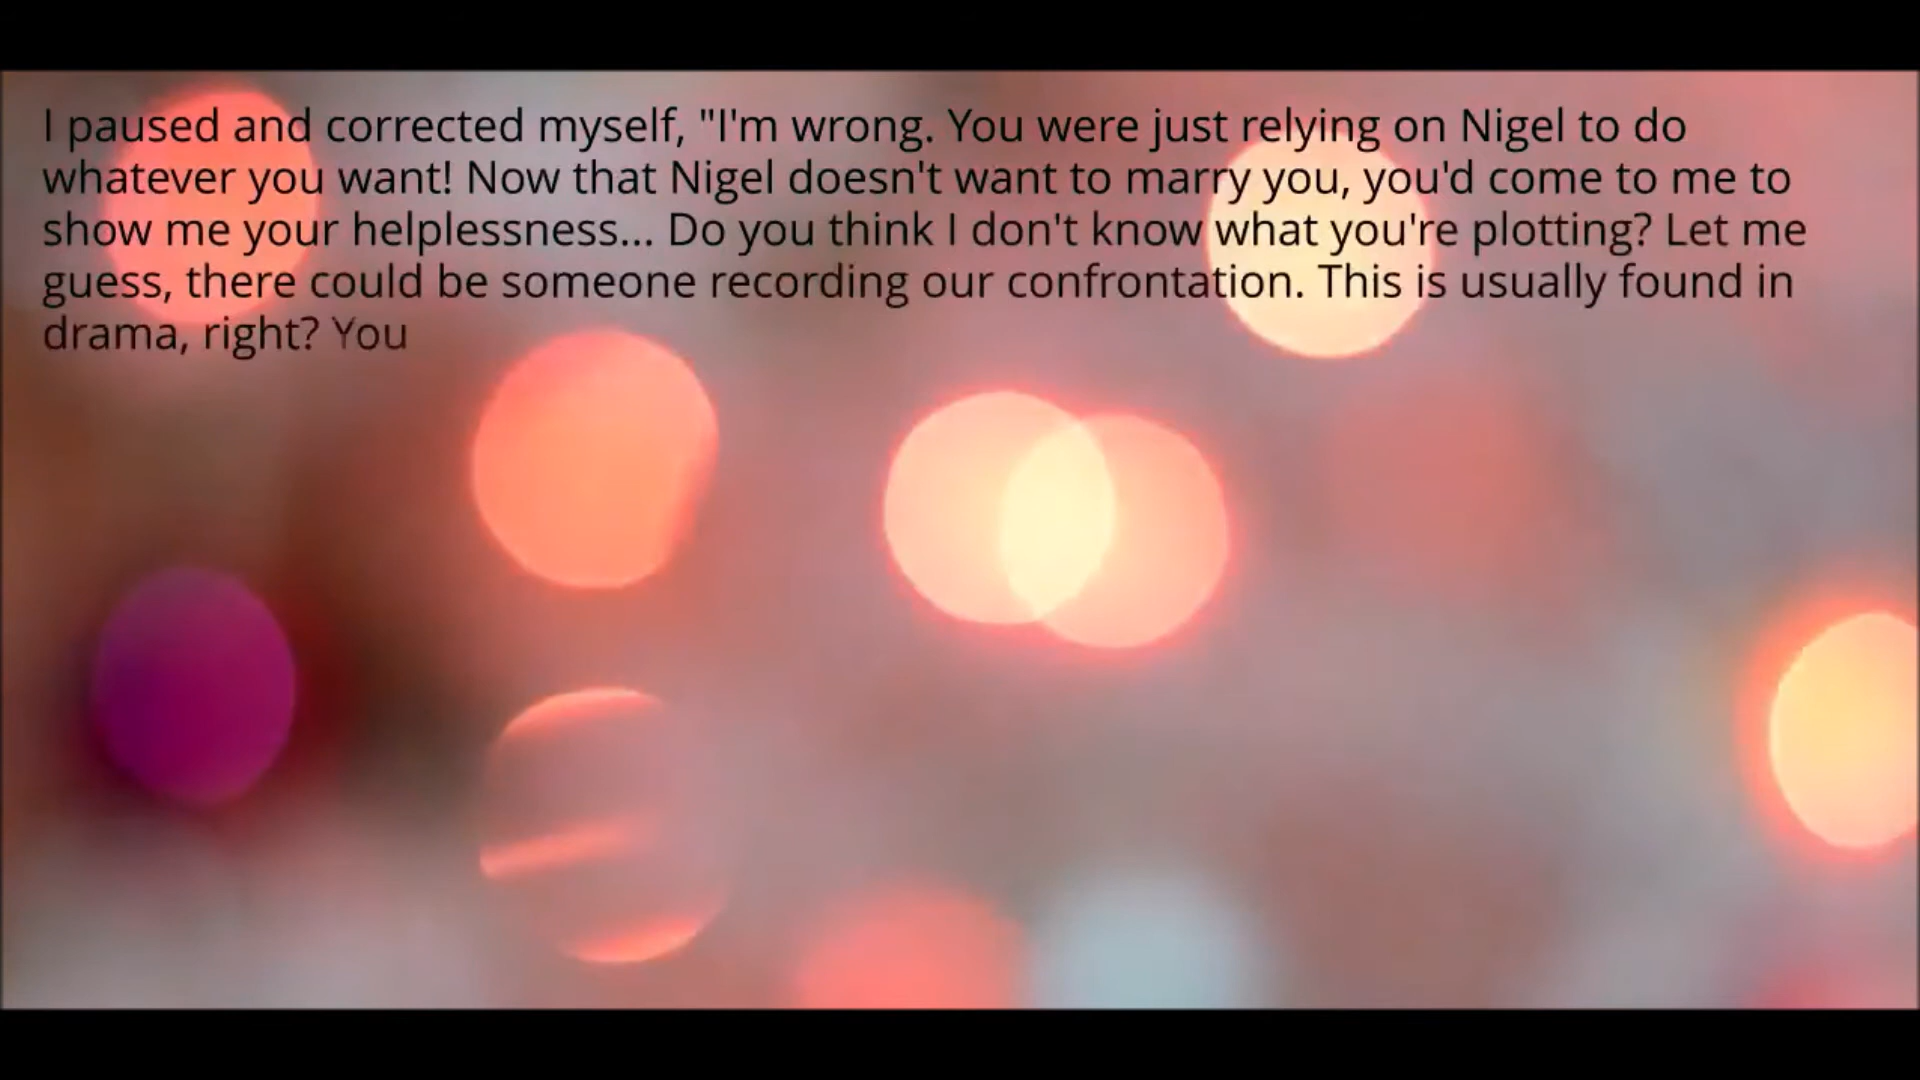 I paused and corrected myself, "I'm wrong. You were just relying on Nigel to do
whatever you want! Now that Nigel doesn't want to marry you, you'd come to me to
show me your helplessness... Do you think I don't know what you're plotting? Let me
guess, there could be someone recording our confrontation. This is usually found in
drama, right? You